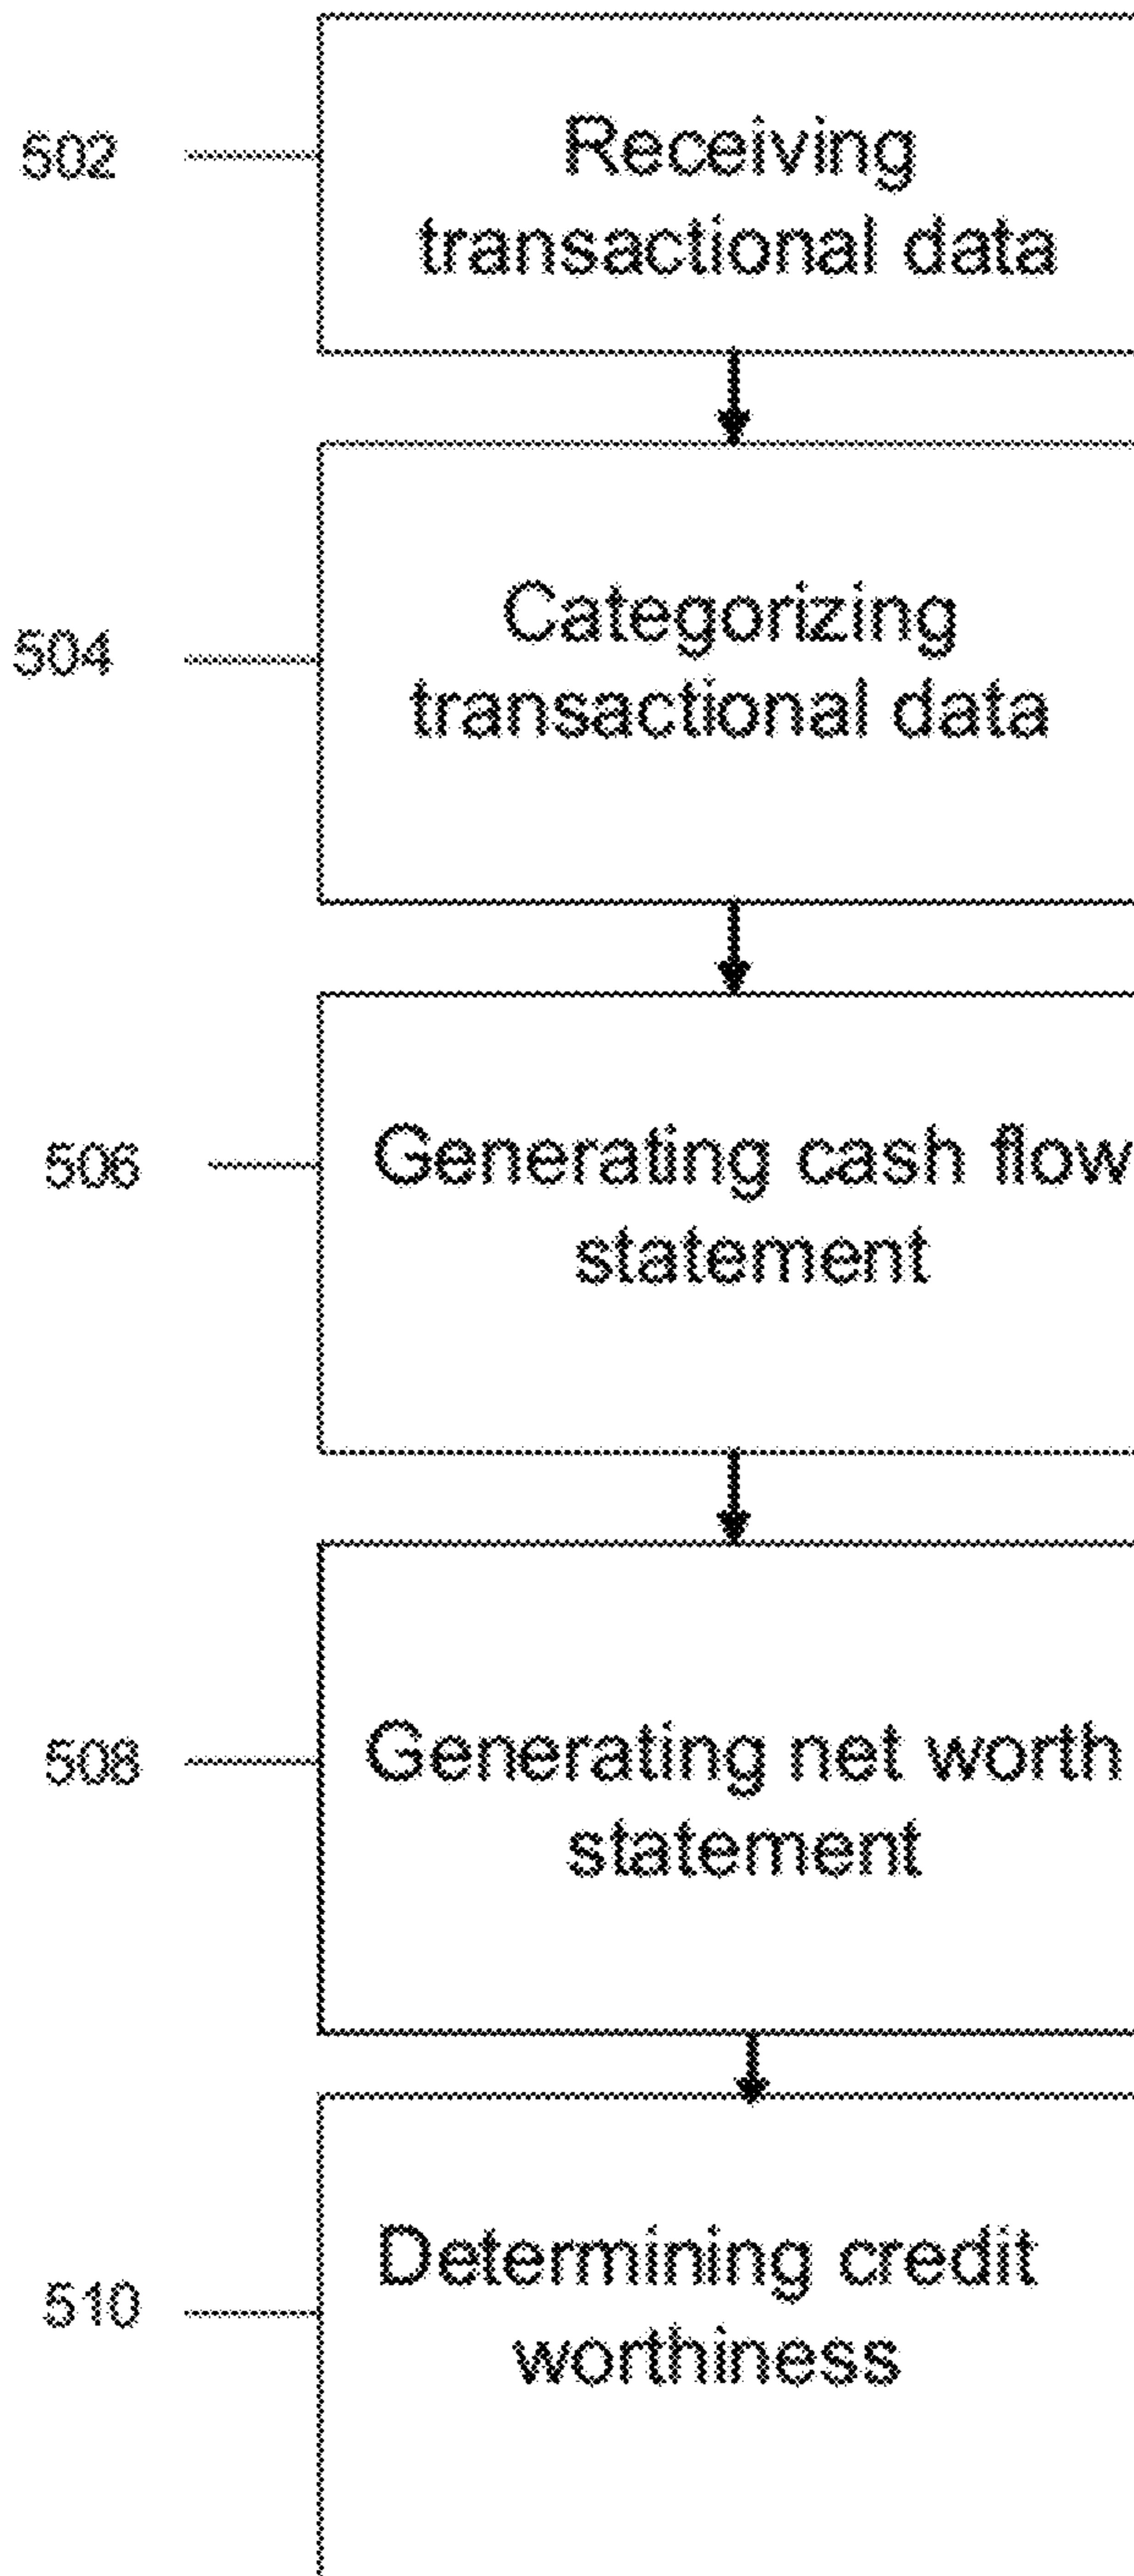 502
Receiving
transactional data
504
Categorizing
transactional data
506
Generating cash flow
statement
508
Generating net worth
statement
510
Determining credit
worthiness